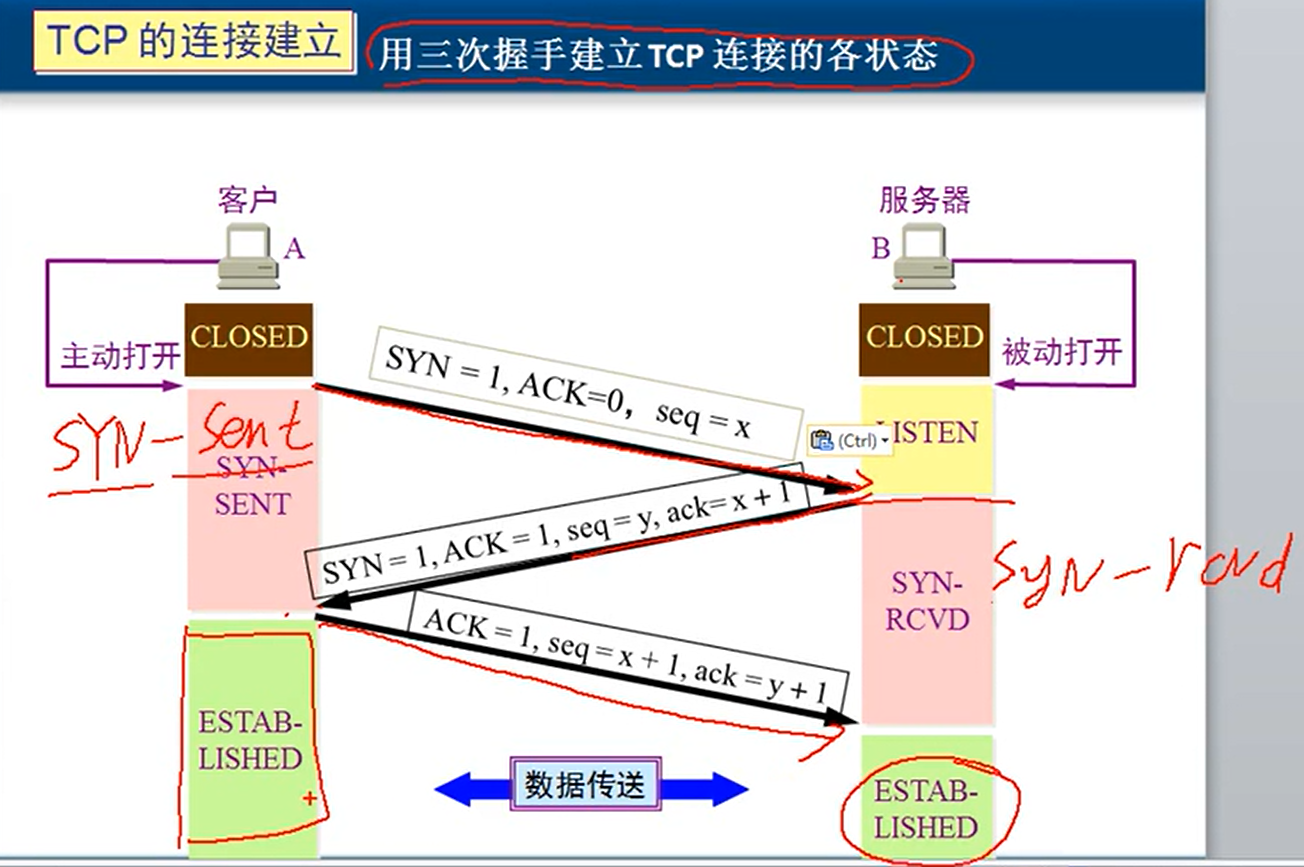 TCP 的连接建立
用三次握手建立 TCP 连接的各状态
客户
服务器
A
B
CLOSED
CLOSED
主动打开
被动打开
SYN = 1, ACK=0，seq = x
(Ctrl)
LISTEN
SYN-Sent
SYN-
SENT
SYN = 1, ACK = 1, seq = y, ack= x + 1
SYN-
RCVD
SyN-rcvd
ACK = 1, seq = x + 1, ack = y + 1
ESTAB-
LISHED
数据传送
ESTAB-
LISHED